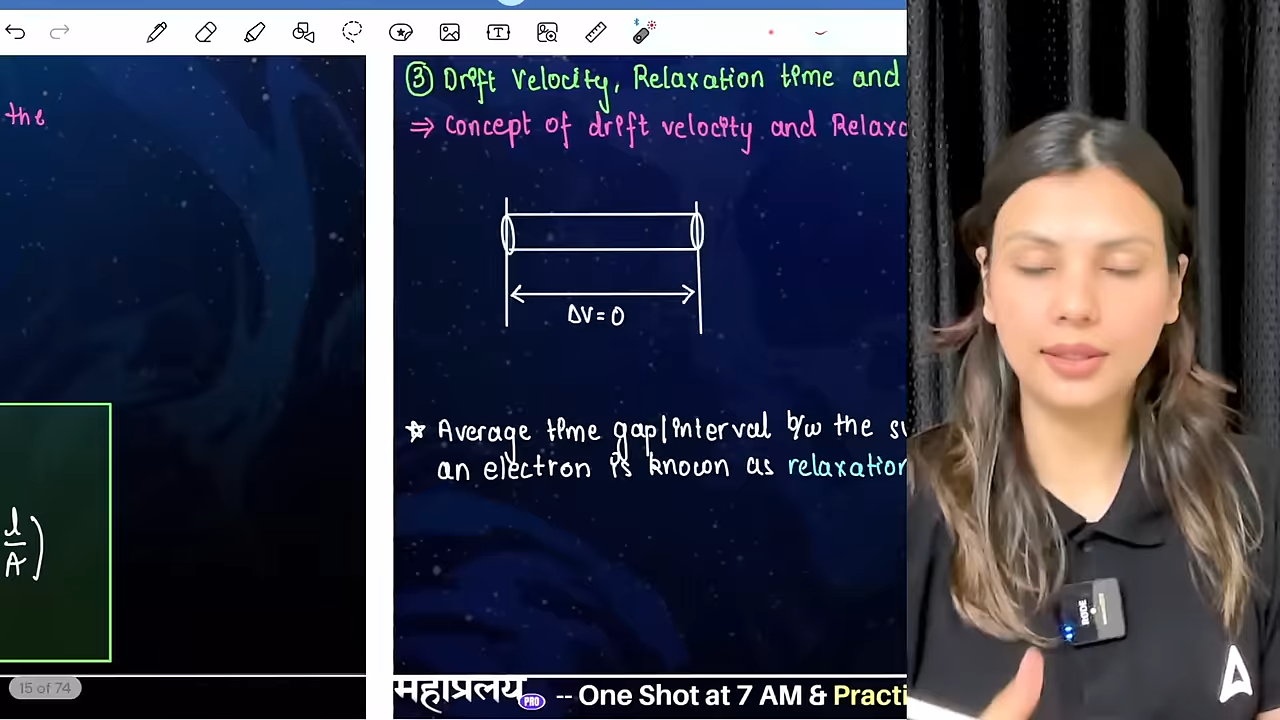 the
l
A )
15 of 74
③ Drift Velocity, Relaxation time and
⇒ Concept of drift velocity and Relaxa
ΔV = 0
☆ Average time gap/interval b/w the su
an electron is known as relaxation
महाप्रलय PRO -- One Shot at 7 AM & Practi
RODE